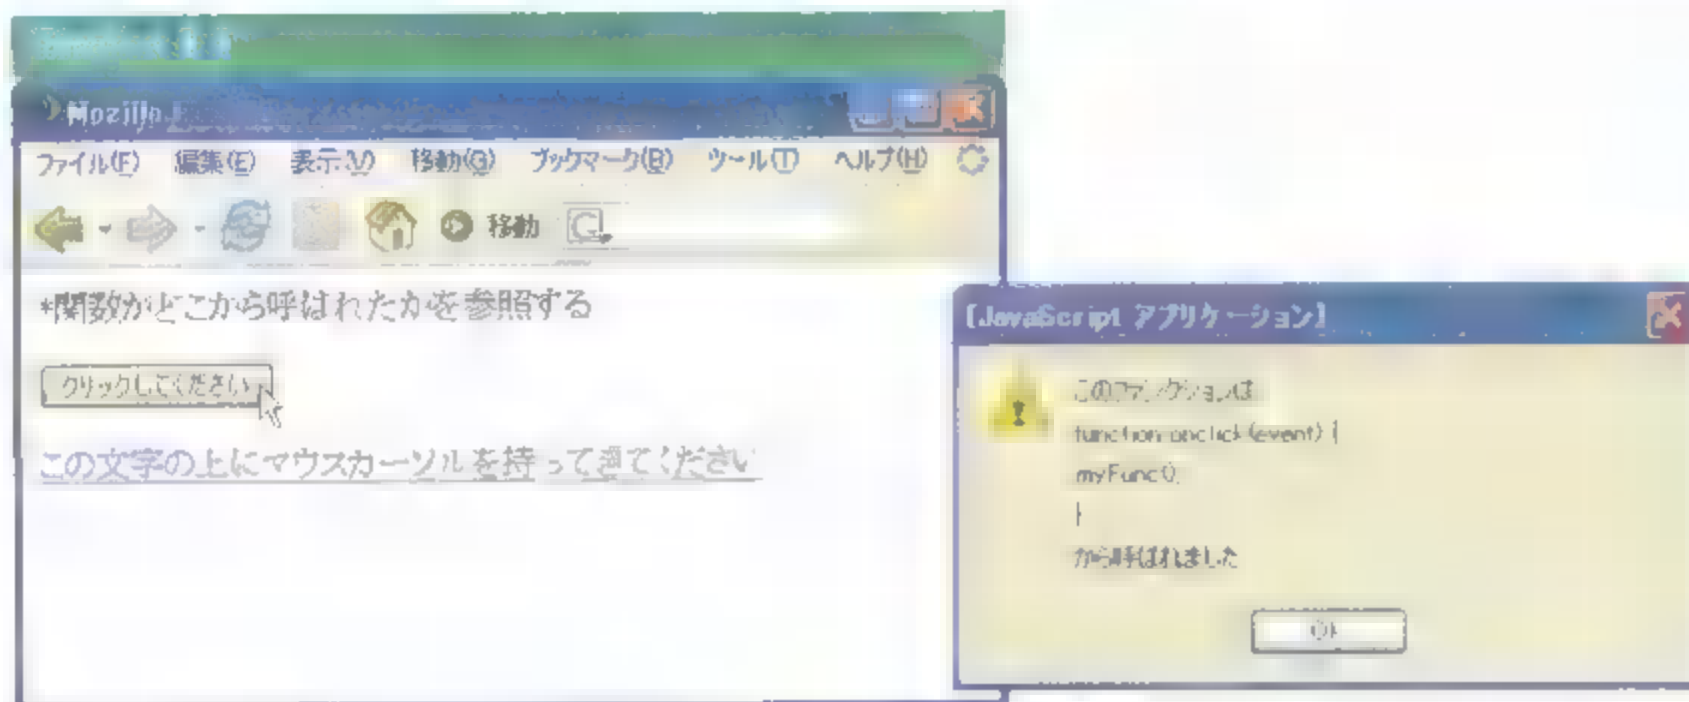 Mozilla
ファイル(F) 編集(E) 表示(V) 移動(G) ブックマーク(B) ツール(T) ヘルプ(H)
移動 G
*関数がどこから呼ばれたかを参照する
クリックしてください
この文字の上にマウスカーソルを持って きてください
[JavaScript アプリケーション]
このファンクションは
function onclick(event) {
myFunc();
}
から呼ばれました
OK